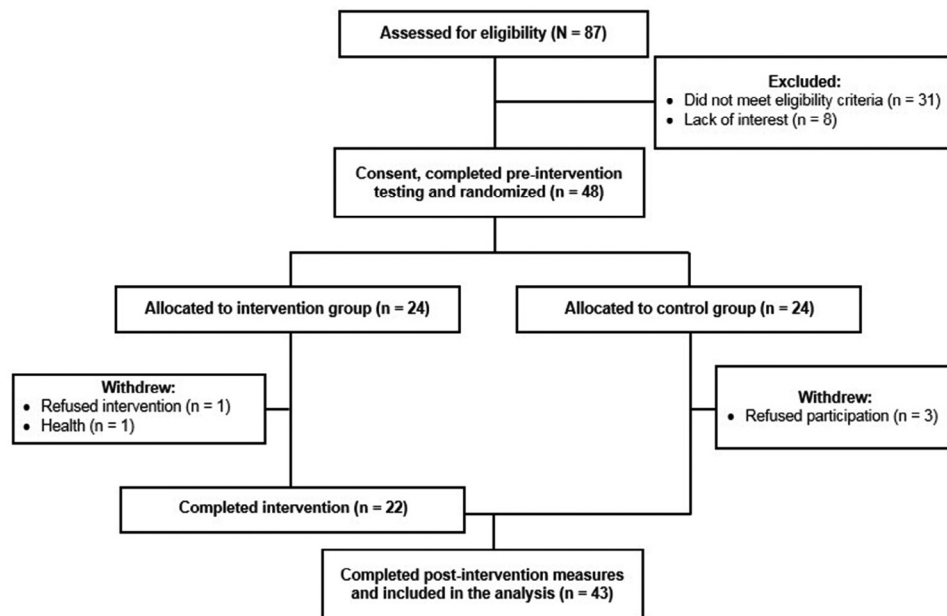 Assessed for eligibility (N = 87)
Excluded:
• Did not meet eligibility criteria (n = 31)
• Lack of interest (n = 8)
Consent, completed pre-intervention
testing and randomized (n = 48)
Allocated to intervention group (n = 24)
Allocated to control group (n = 24)
Withdrew:
• Refused intervention (n = 1)
• Health (n = 1)
Withdrew:
• Refused participation (n = 3)
Completed intervention (n = 22)
Completed post-intervention measures
and included in the analysis (n = 43)